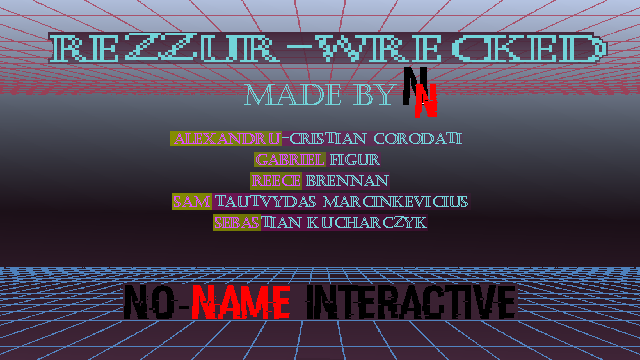 REZZUR-WRECKED
MADE BY NN
ALEXANDRU-CRISTIAN CORODATI
GABRIEL FIGUR
REECE BRENNAN
SAM TAUTVYDAS MARCINKEVICIUS
SEBASTIAN KUCHARCZYK
NO-NAME INTERACTIVE